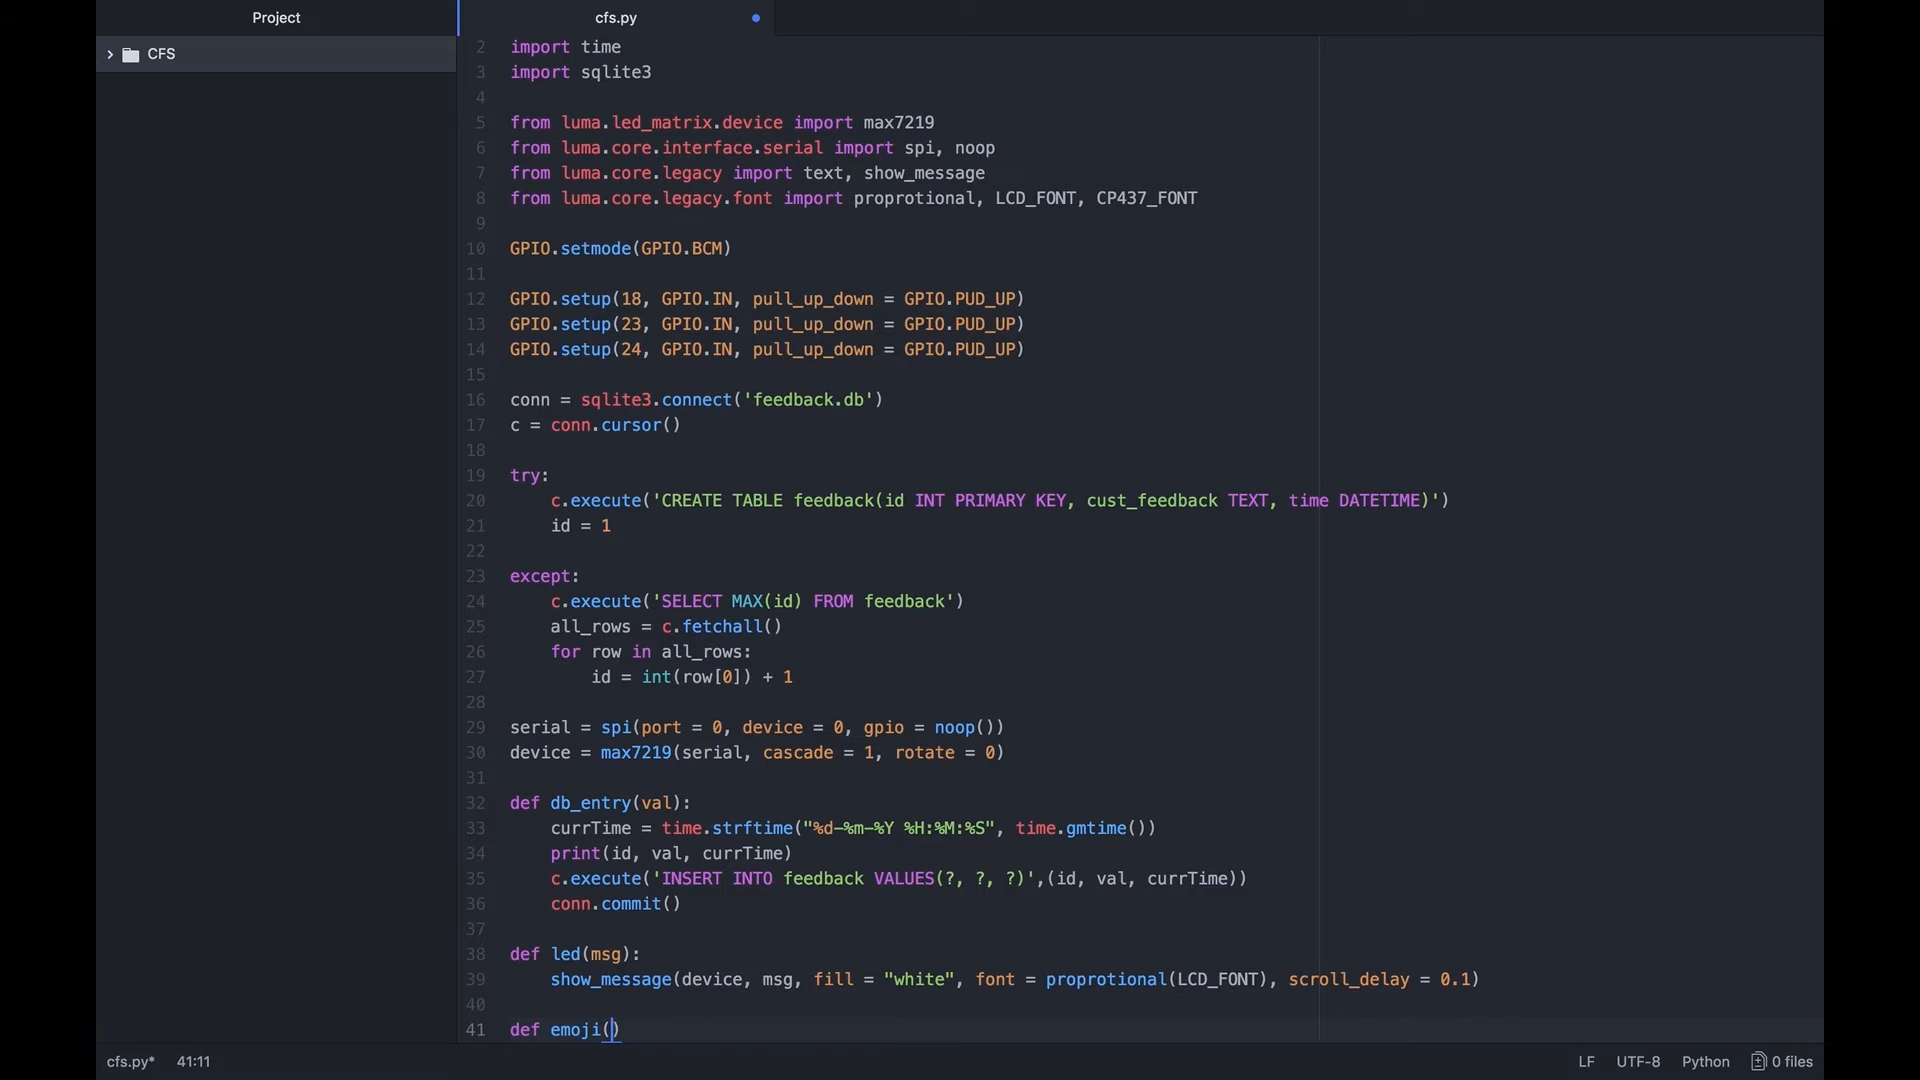 Project
cfs.py
CFS
2 import time
3 import sqlite3
4
5 from luma.led_matrix.device import max7219
6 from luma.core.interface.serial import spi, noop
7 from luma.core.legacy import text, show_message
8 from luma.core.legacy.font import proprotional, LCD_FONT, CP437_FONT
9
10 GPIO.setmode(GPIO.BCM)
11
12 GPIO.setup(18, GPIO.IN, pull_up_down = GPIO.PUD_UP)
13 GPIO.setup(23, GPIO.IN, pull_up_down = GPIO.PUD_UP)
14 GPIO.setup(24, GPIO.IN, pull_up_down = GPIO.PUD_UP)
15
16 conn = sqlite3.connect('feedback.db')
17 c = conn.cursor()
18
19 try:
20     c.execute('CREATE TABLE feedback(id INT PRIMARY KEY, cust_feedback TEXT, time DATETIME)')
21     id = 1
22
23 except:
24     c.execute('SELECT MAX(id) FROM feedback')
25     all_rows = c.fetchall()
26     for row in all_rows:
27         id = int(row[0]) + 1
28
29 serial = spi(port = 0, device = 0, gpio = noop())
30 device = max7219(serial, cascade = 1, rotate = 0)
31
32 def db_entry(val):
33     currTime = time.strftime("%d-%m-%Y %H:%M:%S", time.gmtime())
34     print(id, val, currTime)
35     c.execute('INSERT INTO feedback VALUES(?, ?, ?)',(id, val, currTime))
36     conn.commit()
37
38 def led(msg):
39     show_message(device, msg, fill = "white", font = proprotional(LCD_FONT), scroll_delay = 0.1)
40
41 def emoji()
cfs.py* 41:11 LF UTF-8 Python 0 files